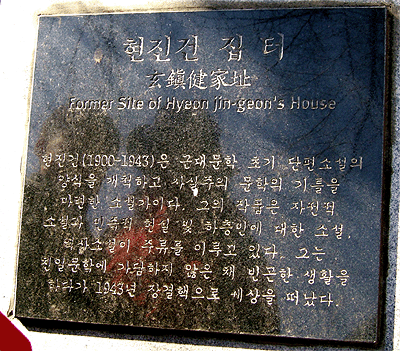 현진건 집 터
玄鎭健家址
Former Site of Hyeon Jin-geon's House
현진건(1900-1943)은 근대문학 초기 단편소설의
양식을 개척하고 사실주의 문학의 기틀을
마련한 소설가이다. 그의 작품은 자전적
소설과 민족적 현실 및 하층민에 대한 소설,
역사소설이 주류를 이루고 있다. 그는
친일문학에 가담하지 않은 채 빈곤한 생활을
하다가 1943년 장결핵으로 세상을 떠났다.